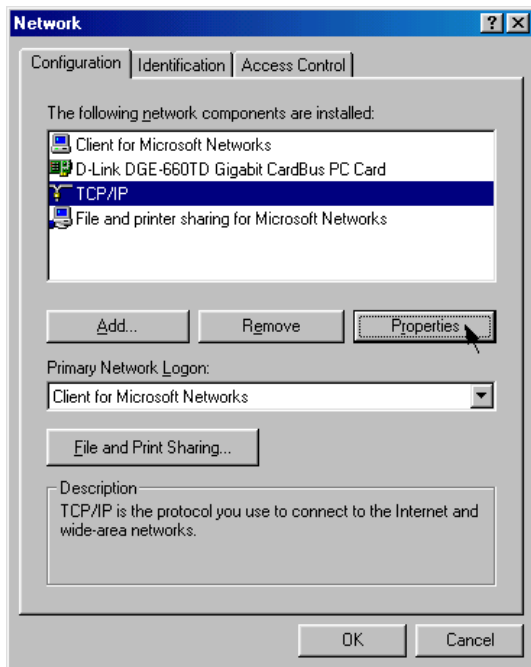 Network
Configuration Identification Access Control
The following network components are installed:
Client for Microsoft Networks
D-Link DGE-660TD Gigabit CardBus PC Card
TCP/IP
File and printer sharing for Microsoft Networks
Add... Remove Properties
Primary Network Logon:
Client for Microsoft Networks
File and Print Sharing...
Description
TCP/IP is the protocol you use to connect to the Internet and
wide-area networks.
OK Cancel